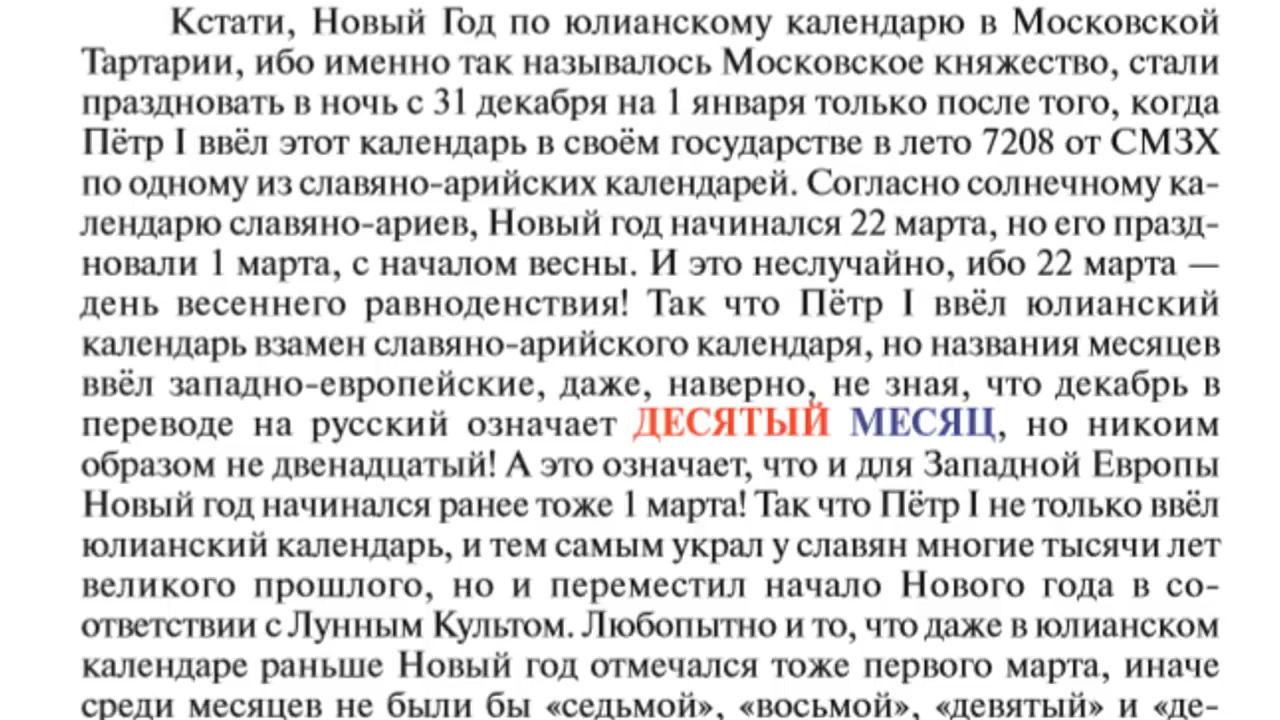 Кстати, Новый Год по юлианскому календарю в Московской
Тартарии, ибо именно так называлось Московское княжество, стали
праздновать в ночь с 31 декабря на 1 января только после того, когда
Пётр I ввёл этот календарь в своём государстве в лето 7208 от СМЗХ
по одному из славяно-арийских календарей. Согласно солнечному ка-
лендарю славяно-ариев, Новый год начинался 22 марта, но его празд-
новали 1 марта, с началом весны. И это неслучайно, ибо 22 марта —
день весеннего равноденствия! Так что Пётр I ввёл юлианский
календарь взамен славяно-арийского календаря, но названия месяцев
ввёл западно-европейские, даже, наверно, не зная, что декабрь в
переводе на русский означает ДЕСЯТЫЙ МЕСЯЦ, но никоим
образом не двенадцатый! А это означает, что и для Западной Европы
Новый год начинался ранее тоже 1 марта! Так что Пётр I не только ввёл
юлианский календарь, и тем самым украл у славян многие тысячи лет
великого прошлого, но и переместил начало Нового года в со-
ответствии с Лунным Культом. Любопытно и то, что даже в юлианском
календаре раньше Новый год отмечался тоже первого марта, иначе
среди месяцев не были бы «седьмой», «восьмой», «девятый» и «де-